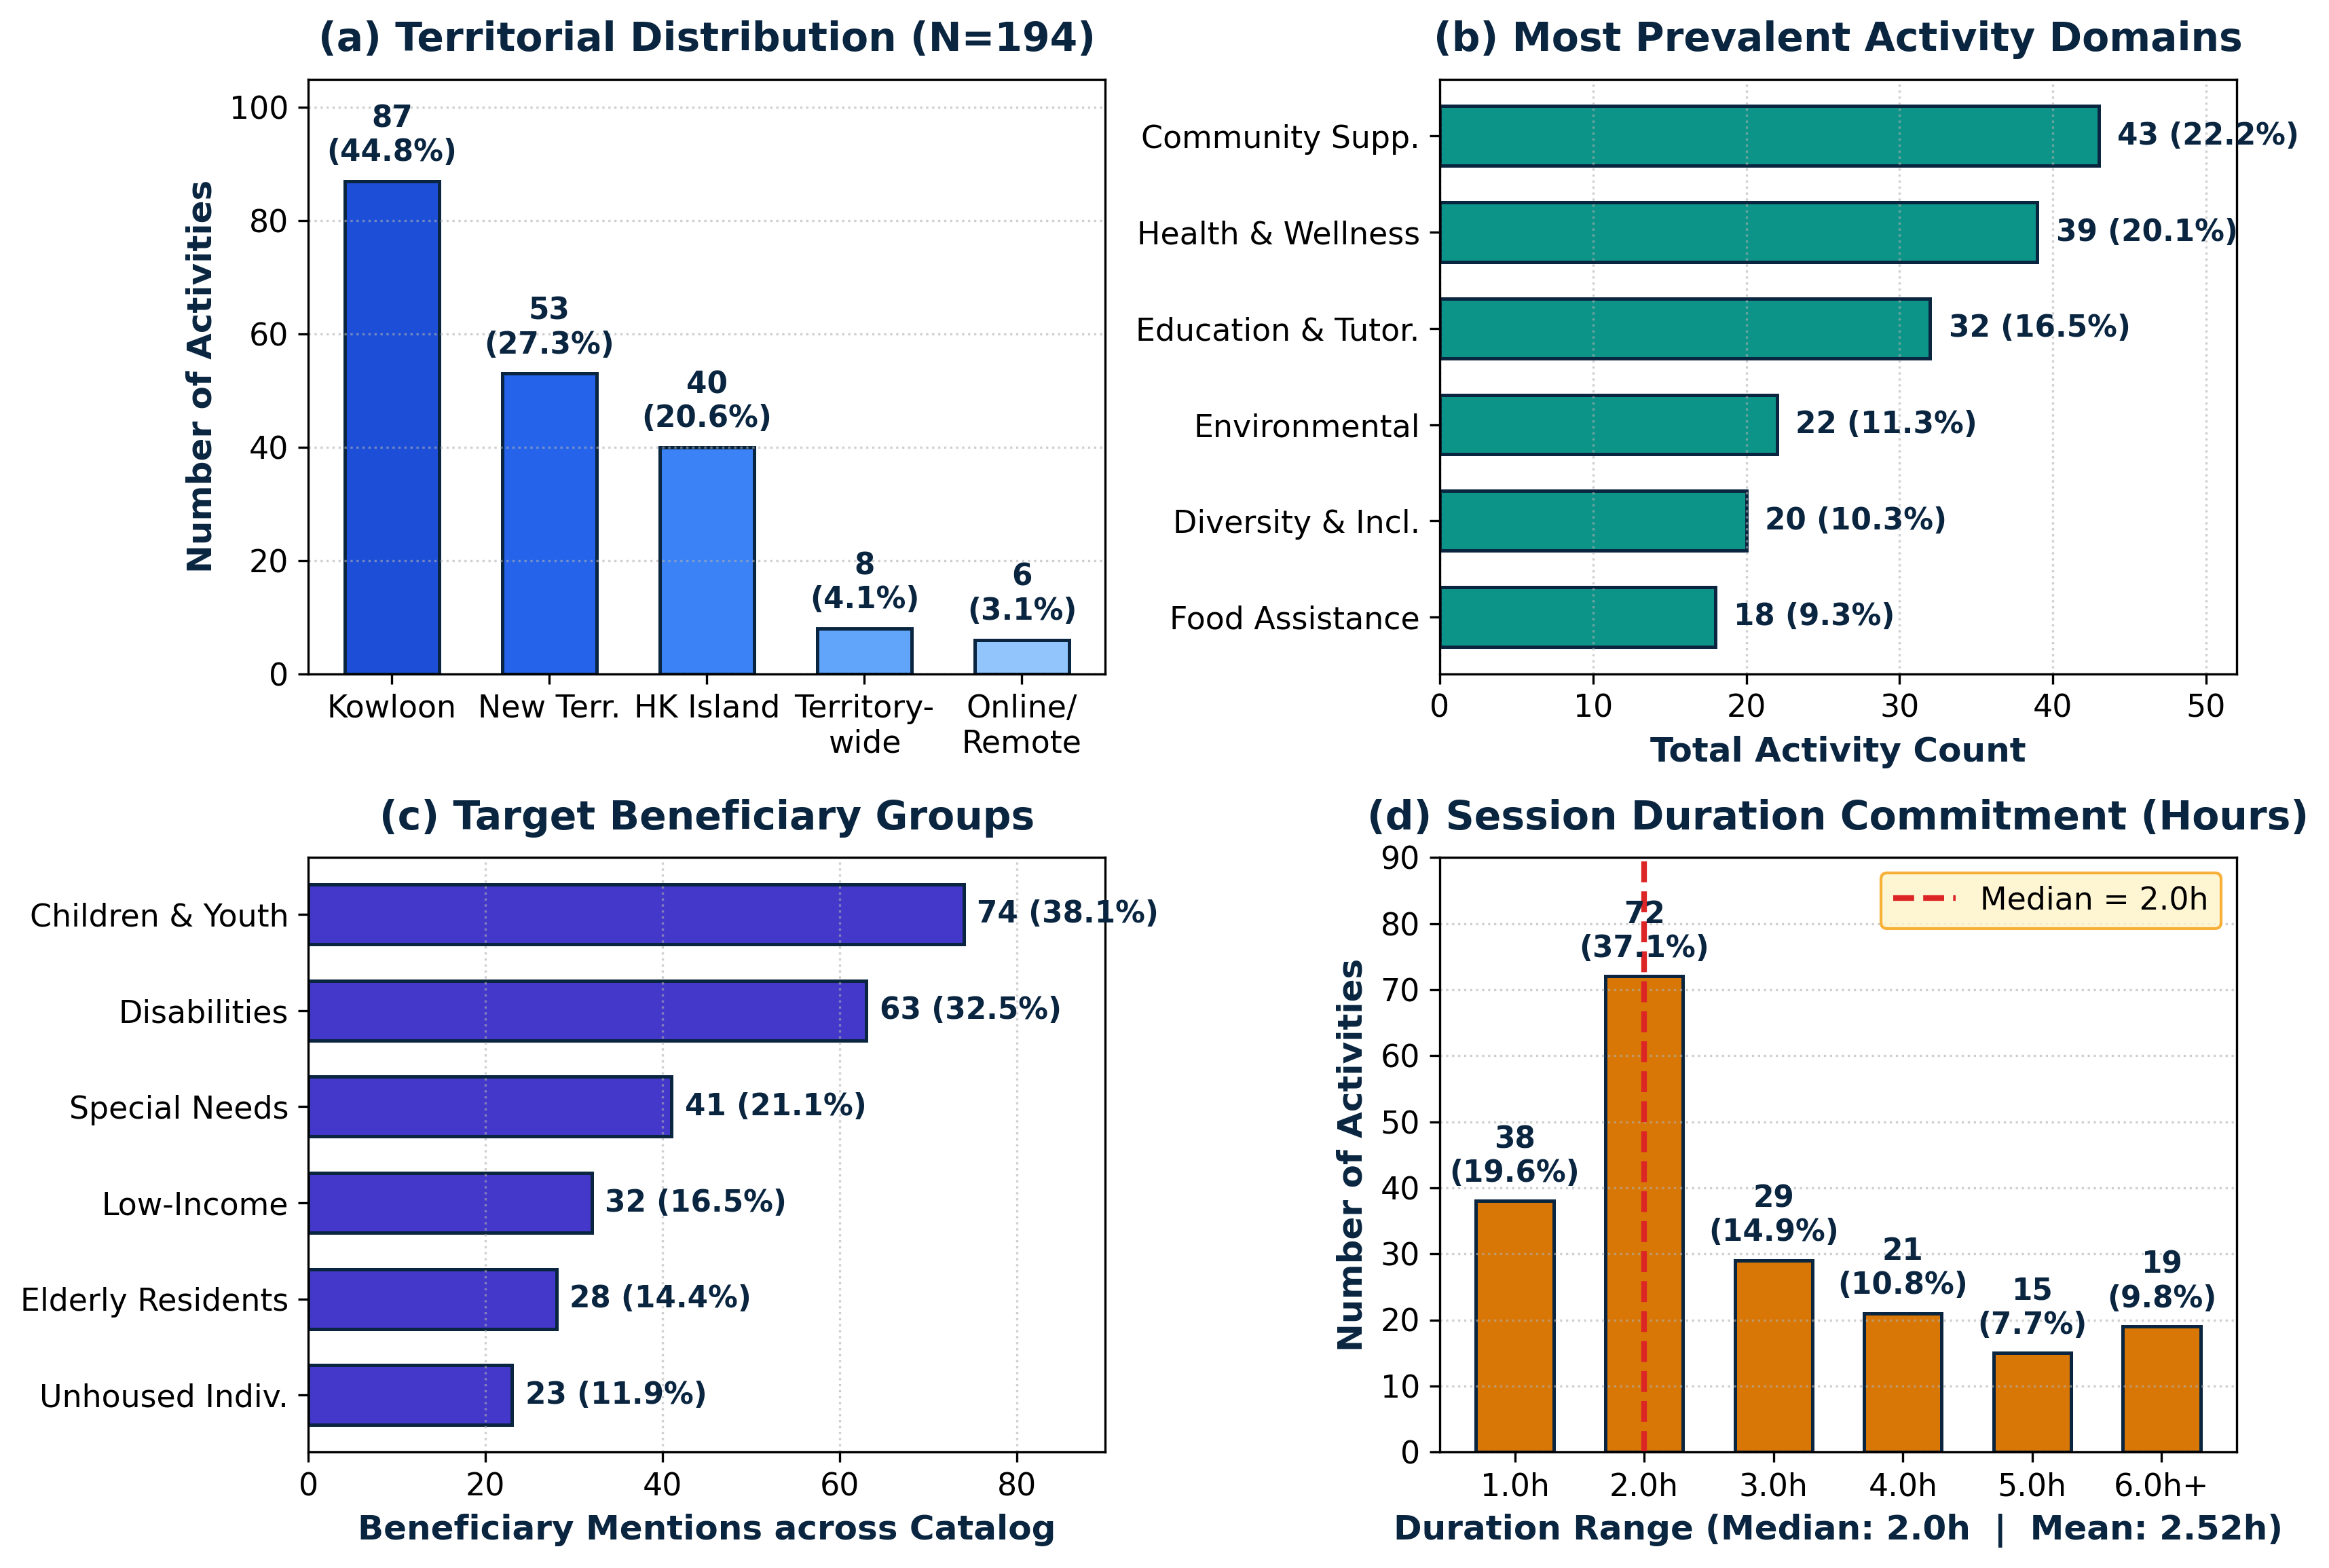 (a) Territorial Distribution (N=194)
Number of Activities
100
80
60
40
20
0
87
(44.8%)
53
(27.3%)
40
(20.6%)
8
(4.1%)
6
(3.1%)
Kowloon
New Terr.
HK Island
Territory-
wide
Online/
Remote
(b) Most Prevalent Activity Domains
Community Supp.
43 (22.2%)
Health & Wellness
39 (20.1%)
Education & Tutor.
32 (16.5%)
Environmental
22 (11.3%)
Diversity & Incl.
20 (10.3%)
Food Assistance
18 (9.3%)
0
10
20
30
40
50
Total Activity Count
(c) Target Beneficiary Groups
Children & Youth
74 (38.1%)
Disabilities
63 (32.5%)
Special Needs
41 (21.1%)
Low-Income
32 (16.5%)
Elderly Residents
28 (14.4%)
Unhoused Indiv.
23 (11.9%)
0
20
40
60
80
Beneficiary Mentions across Catalog
(d) Session Duration Commitment (Hours)
Number of Activities
90
80
70
60
50
40
30
20
10
0
Median = 2.0h
38
(19.6%)
72
(37.1%)
29
(14.9%)
21
(10.8%)
15
(7.7%)
19
(9.8%)
1.0h
2.0h
3.0h
4.0h
5.0h
6.0h+
Duration Range (Median: 2.0h | Mean: 2.52h)